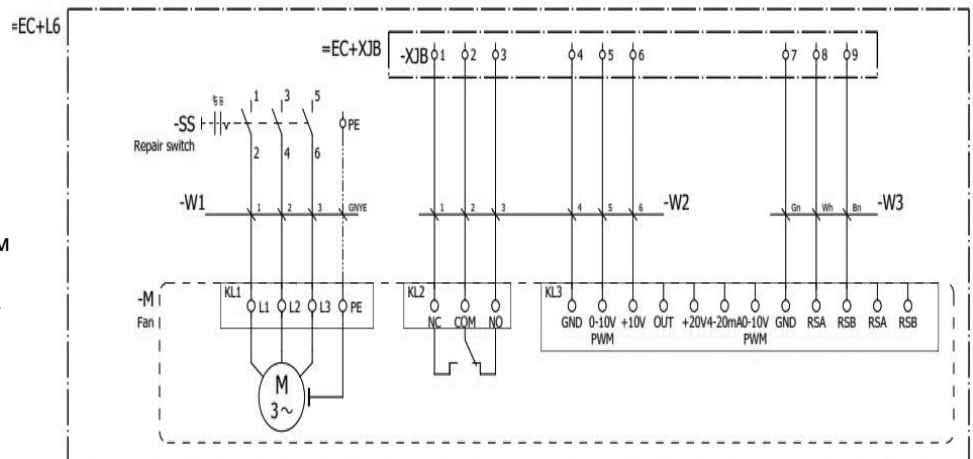 =EC+L6
=EC+XJB
-XJB 1 2 3 4 5 6 7 8 9
1 3 5
-SS
PE
Repair switch
2 4 6
-W1 1 2 3 GNYE 1 2 3 4 5 6 -W2 Gn Wh Bn -W3
M
-M
Fan
KL1 L1 L2 L3 PE
KL2
NC COM NO
KL3
GND 0-10V +10V OUT +20V 4-20mA 0-10V GND RSA RSB RSA RSB
PWM PWM
M
3~